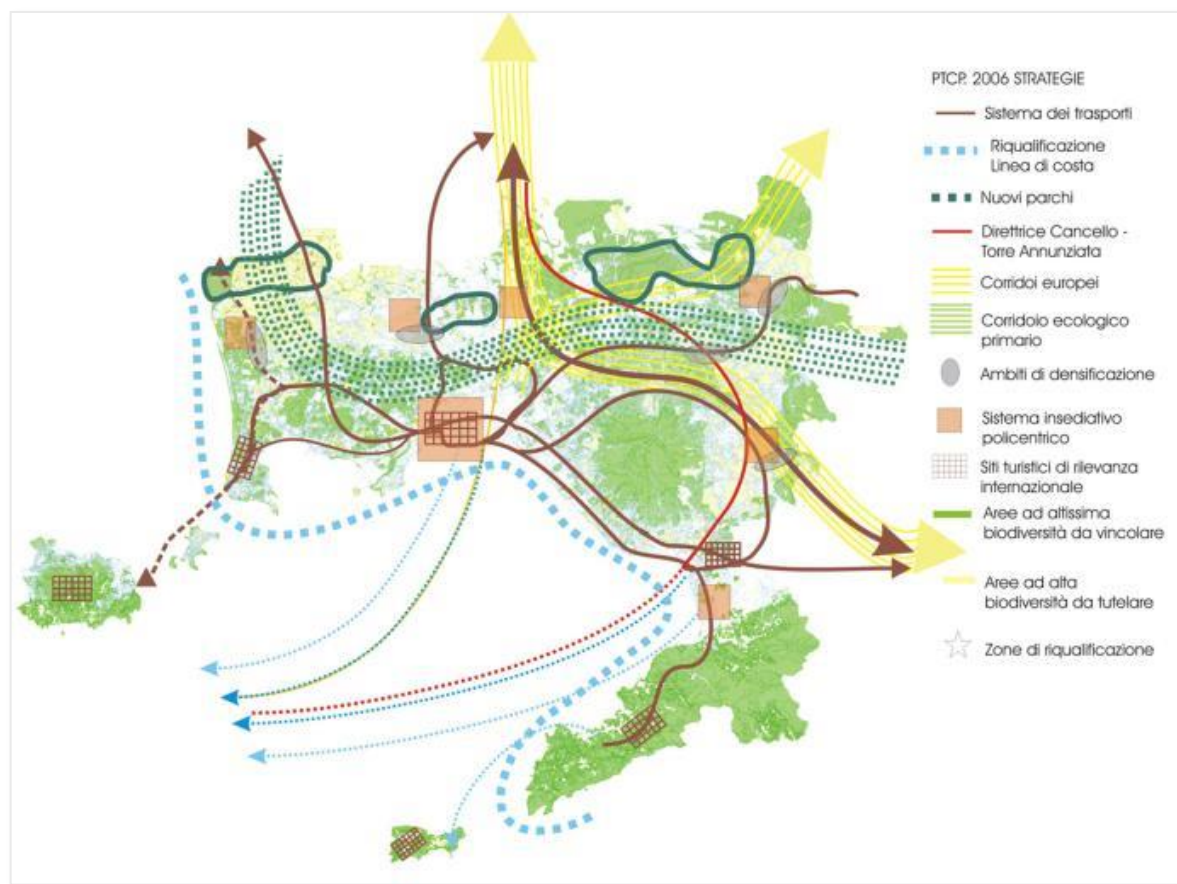 PTCP. 2006 STRATEGIE
Sistema dei trasporti
Riqualificazione
Linea di costa
Nuovi parchi
Direttrice Cancello -
Torre Annunziata
Corridoi europei
Corridoio ecologico
primario
Ambiti di densificazione
Sistema insediativo
policentrico
Siti turistici di rilevanza
internazionale
Aree ad altissima
biodiversità da vincolare
Aree ad alta
biodiversità da tutelare
Zone di riqualificazione